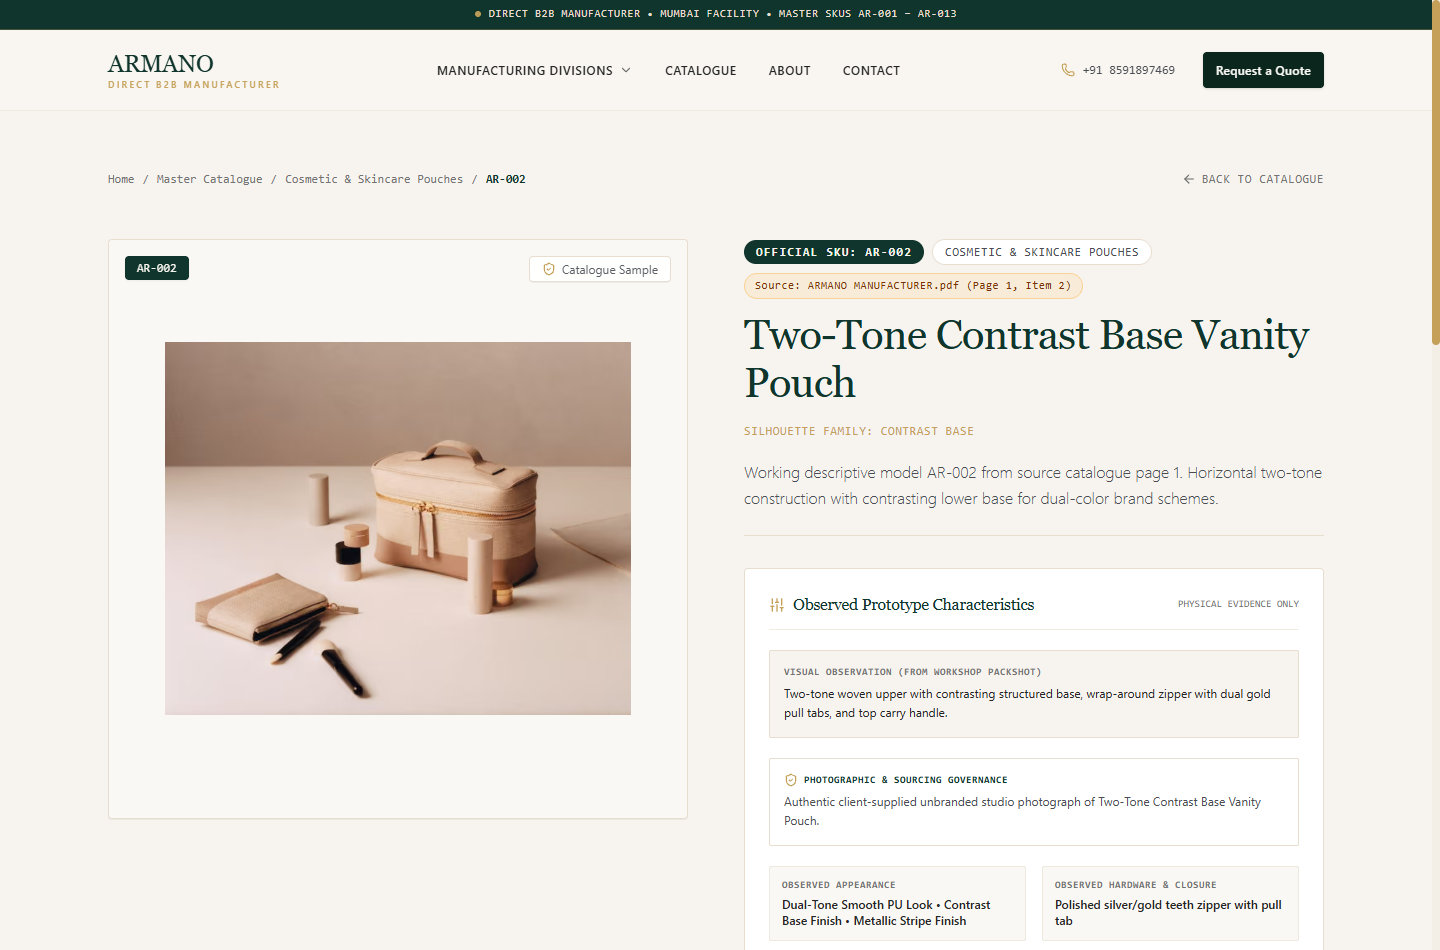 DIRECT B2B MANUFACTURER • MUMBAI FACILITY • MASTER SKUS AR-001 – AR-013
ARMANO
DIRECT B2B MANUFACTURER
MANUFACTURING DIVISIONS
CATALOGUE
ABOUT
CONTACT
+91 8591897469
Request a Quote
Home / Master Catalogue / Cosmetic & Skincare Pouches / AR-002
BACK TO CATALOGUE
AR-002
Catalogue Sample
OFFICIAL SKU: AR-002
COSMETIC & SKINCARE POUCHES
Source: ARMANO MANUFACTURER.pdf (Page 1, Item 2)
Two-Tone Contrast Base Vanity
Pouch
SILHOUETTE FAMILY: CONTRAST BASE
Working descriptive model AR-002 from source catalogue page 1. Horizontal two-tone
construction with contrasting lower base for dual-color brand schemes.
Observed Prototype Characteristics
PHYSICAL EVIDENCE ONLY
VISUAL OBSERVATION (FROM WORKSHOP PACKSHOT)
Two-tone woven upper with contrasting structured base, wrap-around zipper with dual gold
pull tabs, and top carry handle.
PHOTOGRAPHIC & SOURCING GOVERNANCE
Authentic client-supplied unbranded studio photograph of Two-Tone Contrast Base Vanity
Pouch.
OBSERVED APPEARANCE
Dual-Tone Smooth PU Look • Contrast
Base Finish • Metallic Stripe Finish
OBSERVED HARDWARE & CLOSURE
Polished silver/gold teeth zipper with pull
tab